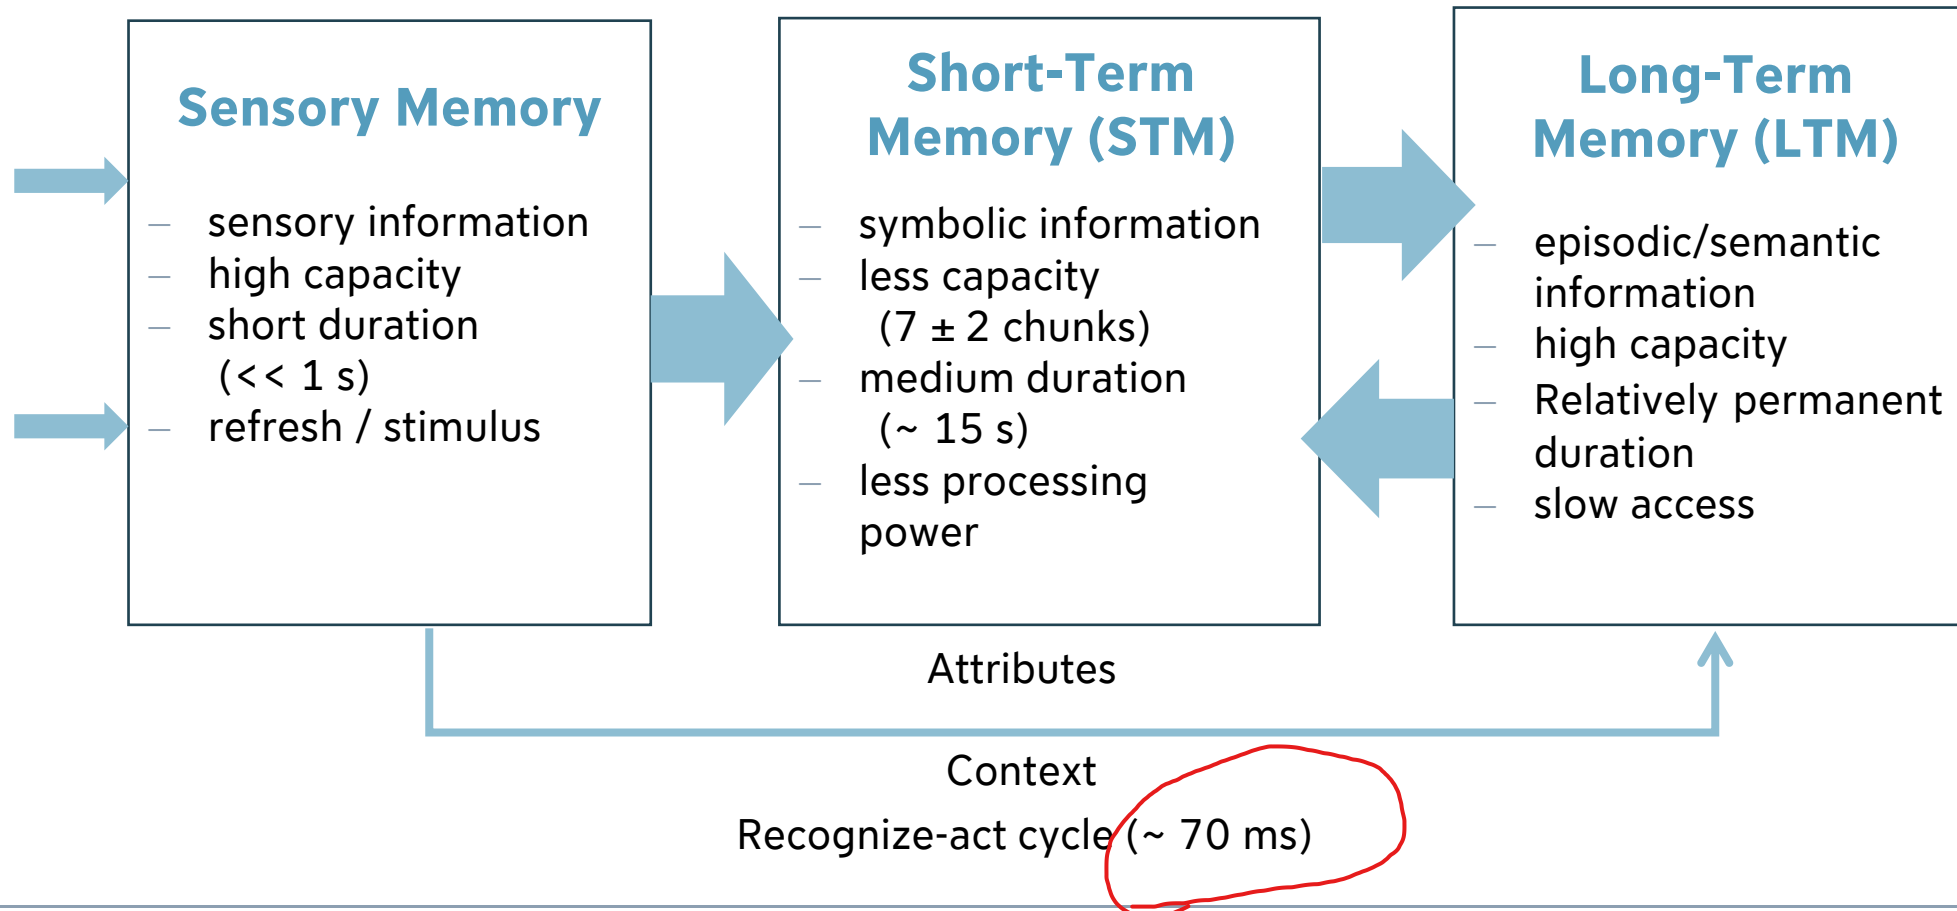 Sensory Memory
— sensory information
— high capacity
— short duration
(<< 1 s)
— refresh / stimulus
Short-Term
Memory (STM)
— symbolic information
— less capacity
(7 ± 2 chunks)
— medium duration
(~ 15 s)
— less processing
power
Long-Term
Memory (LTM)
— episodic/semantic
information
— high capacity
— Relatively permanent
duration
— slow access
Attributes
Context
Recognize-act cycle (~ 70 ms)